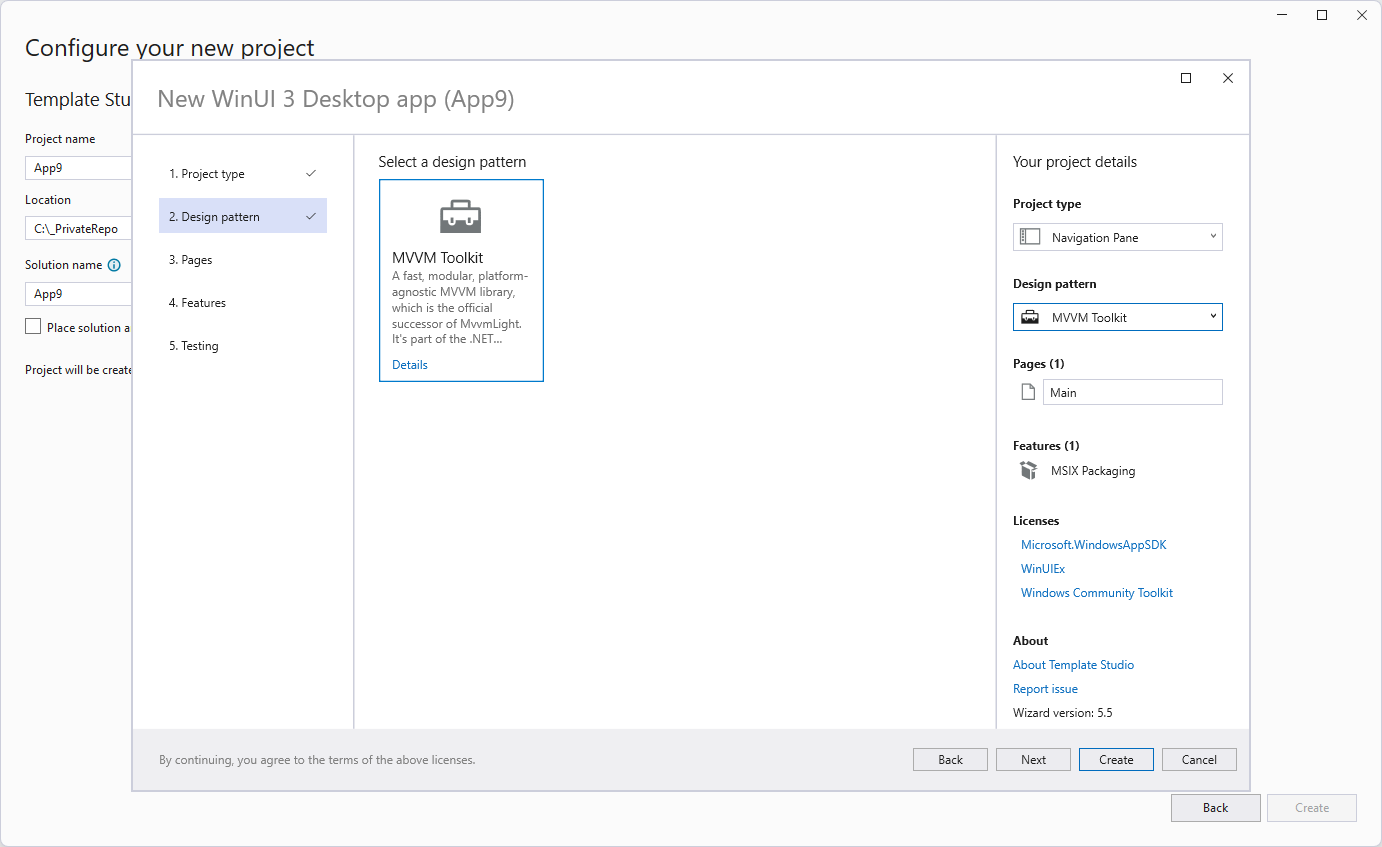 Configure your new project
Template Stu
Project name
App9
Location
C:\_PrivateRepo
Solution name
App9
Place solution a
Project will be create
New WinUI 3 Desktop app (App9)
1. Project type
2. Design pattern
3. Pages
4. Features
5. Testing
Select a design pattern
MVVM Toolkit
A fast, modular, platform-
agnostic MVVM library,
which is the official
successor of MvvmLight.
It's part of the .NET...
Details
Your project details
Project type
Navigation Pane
Design pattern
MVVM Toolkit
Pages (1)
Main
Features (1)
MSIX Packaging
Licenses
Microsoft.WindowsAppSDK
WinUIEx
Windows Community Toolkit
About
About Template Studio
Report issue
Wizard version: 5.5
By continuing, you agree to the terms of the above licenses.
Back
Next
Create
Cancel
Back
Create